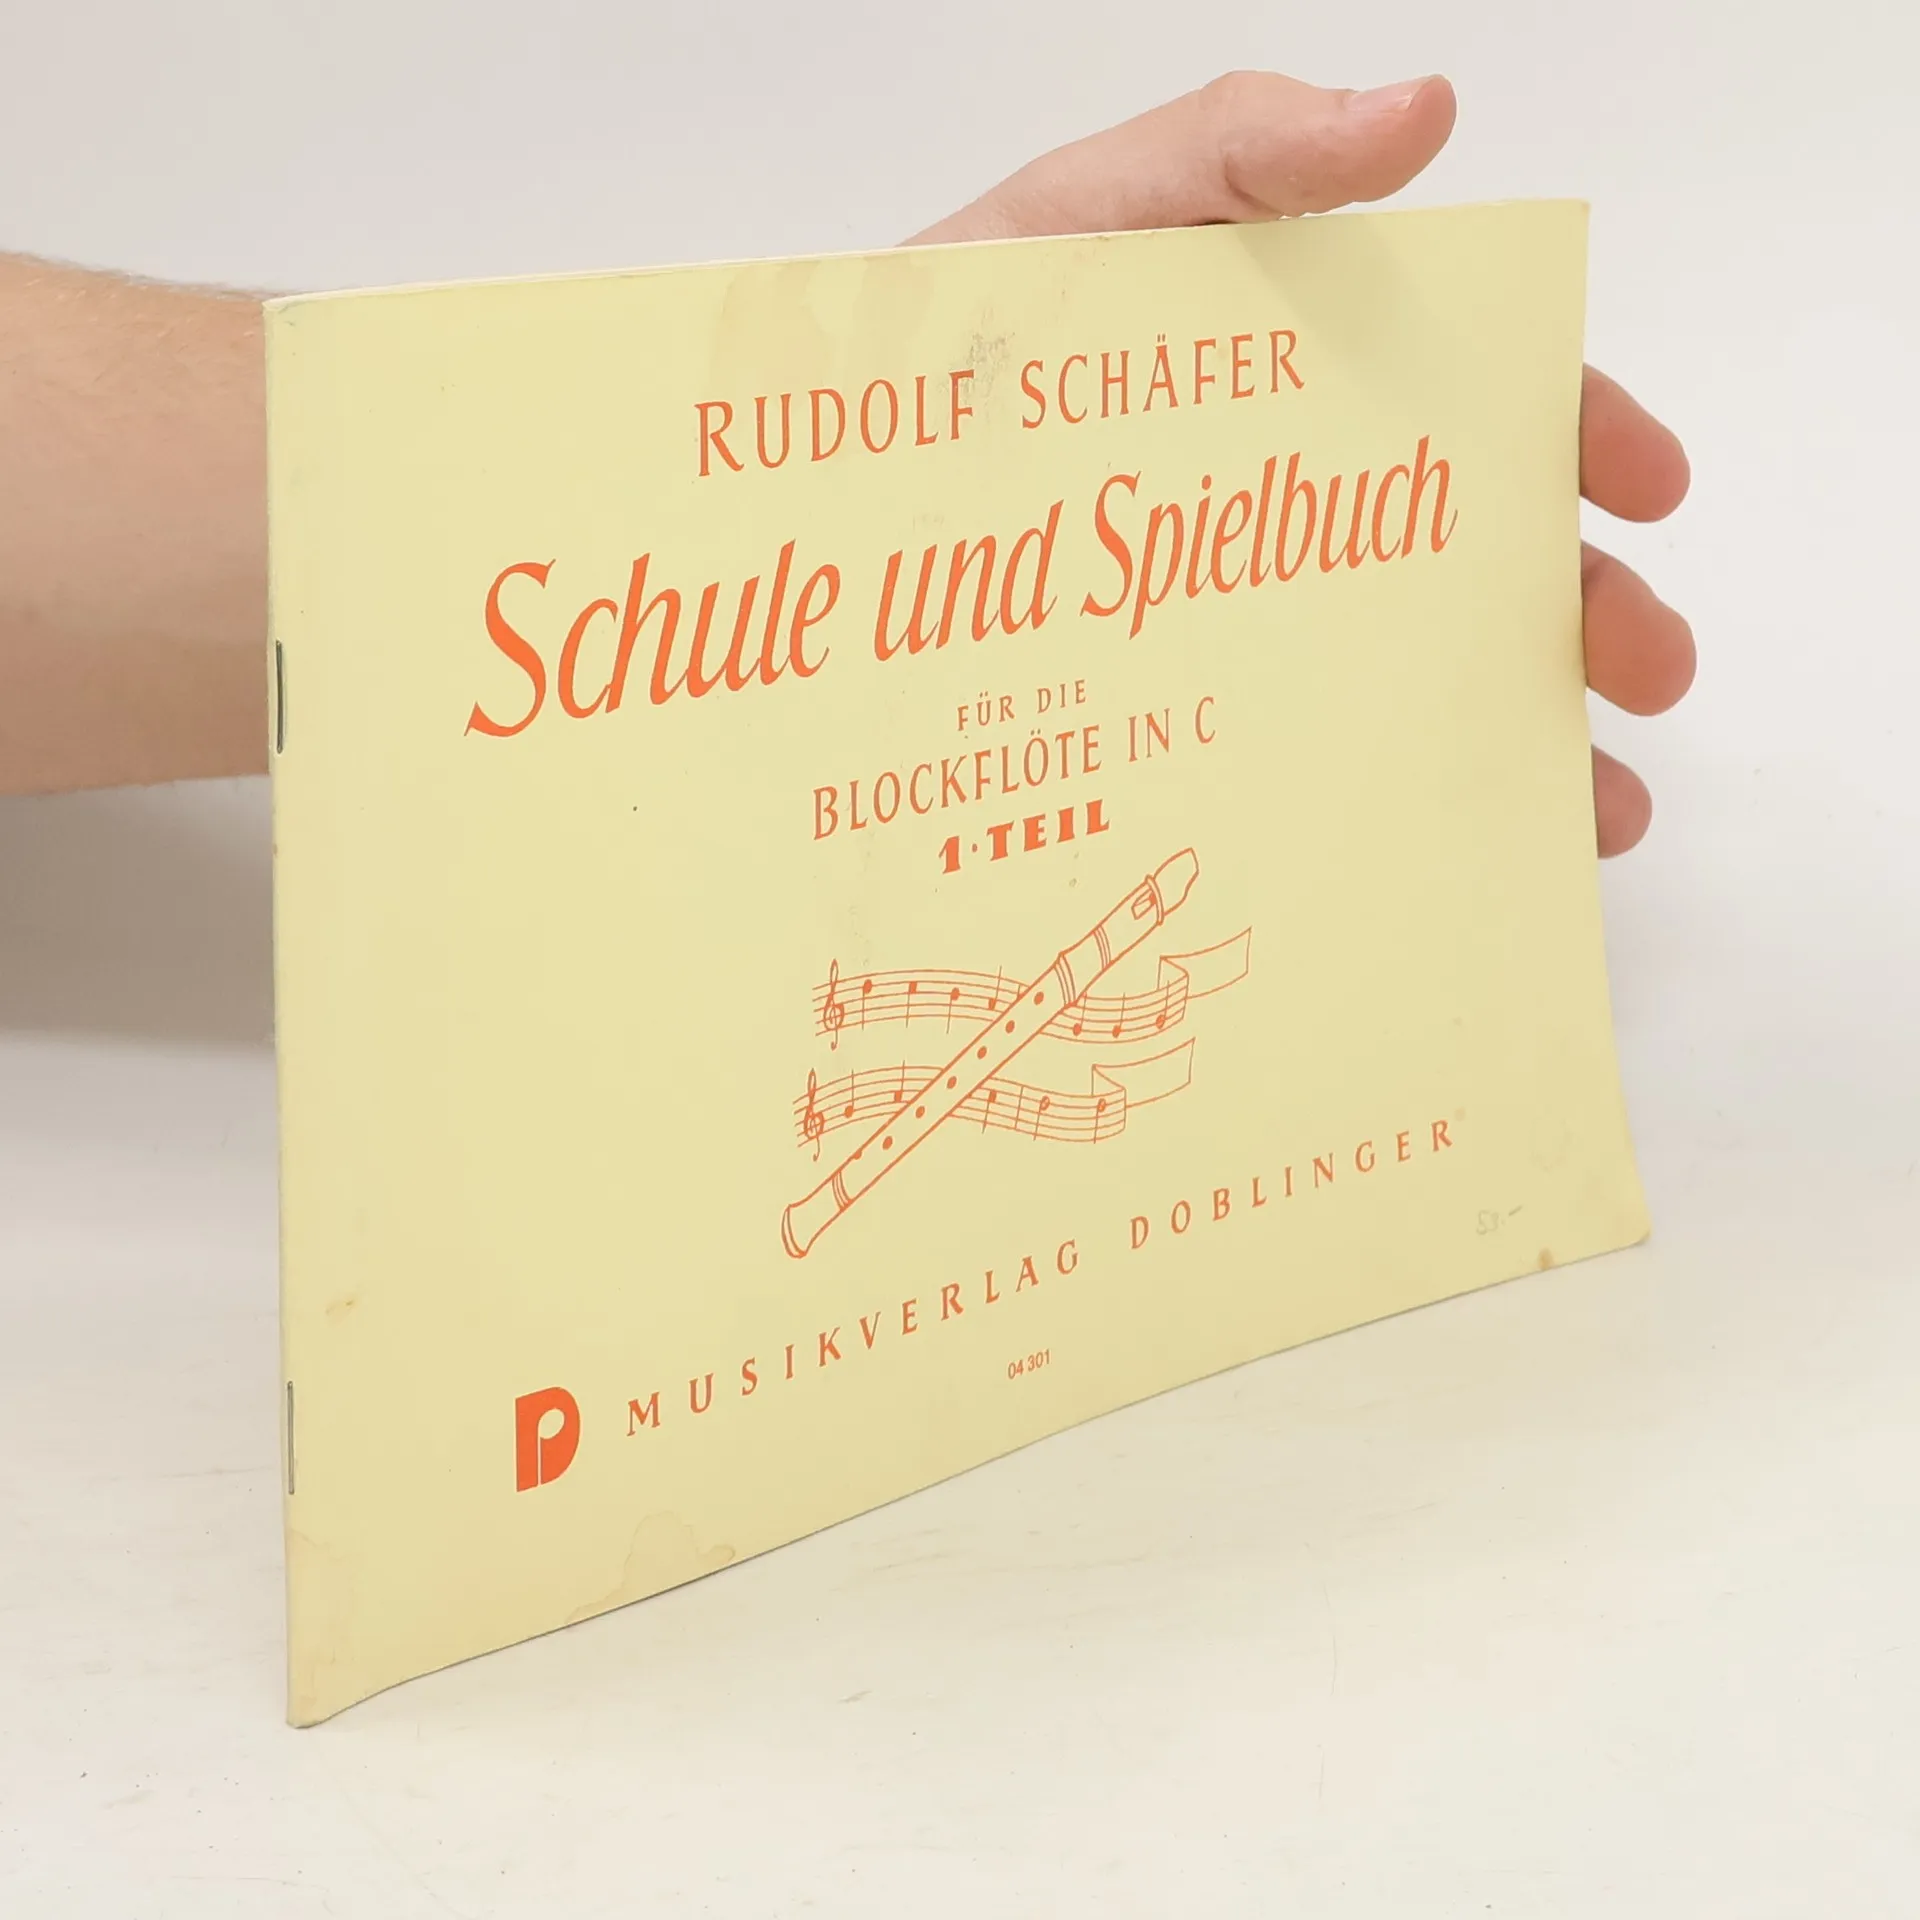 RUDOLF SCHÄFER
Schule und Spielbuch
FÜR DIE
BLOCKFLÖTE IN C
1·TEIL
MUSIKVERLAG DOBLINGER
04 301